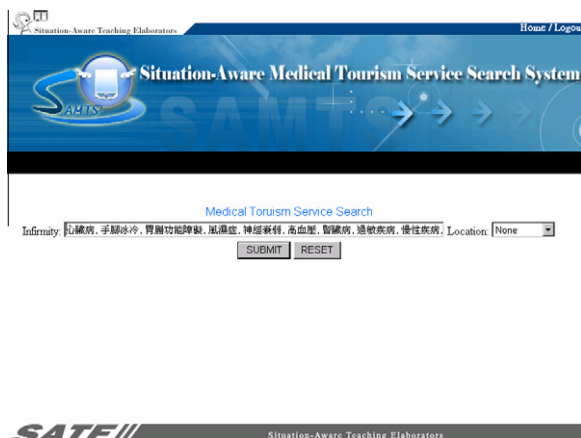 Situation-Aware Teaching Elaborators
Home / Logou
Situation-Aware Medical Tourism Service Search System
SAMTS
SAMTS
Medical Toruism Service Search
Infirmity: 心臟病, 手腳冰冷, 胃腸功能障礙, 風濕症, 神經衰弱, 高血壓, 腎臟病, 過敏疾病, 慢性疾病, Location: None
SUBMIT RESET
SATE
Situation-Aware Teaching Elaborators